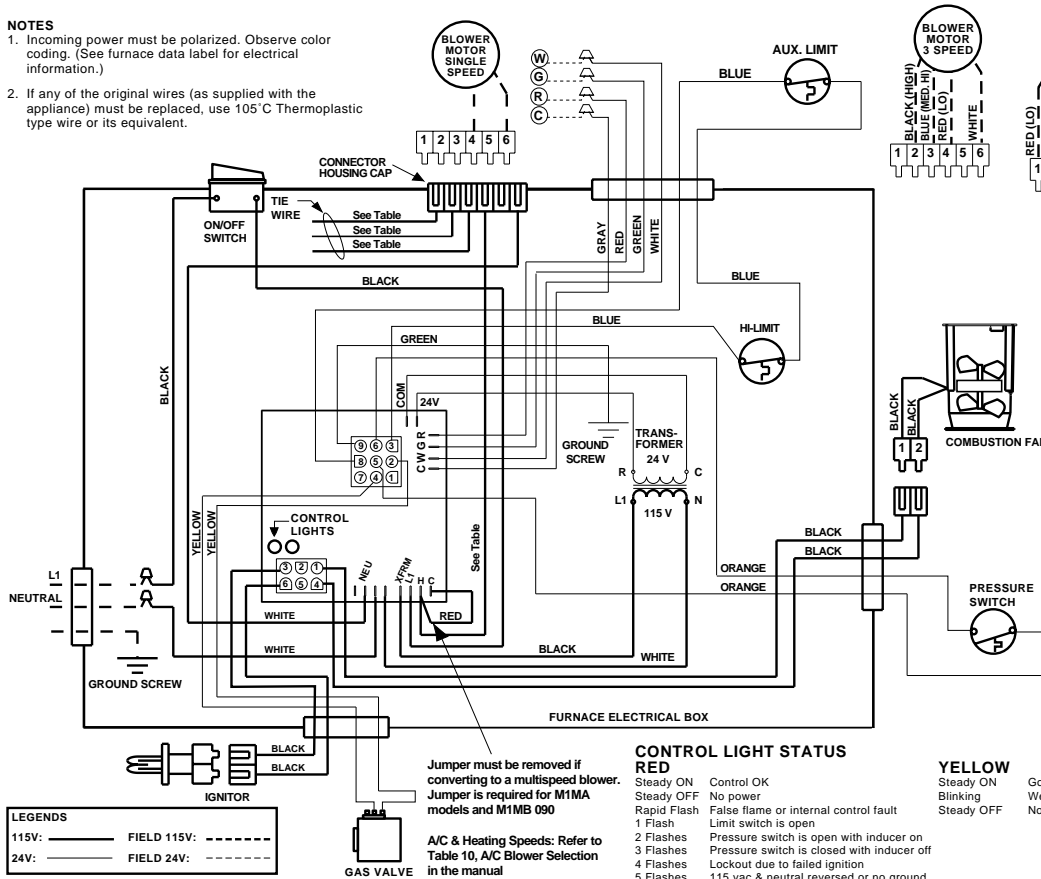 NOTES
1. Incoming power must be polarized. Observe color
coding. (See furnace data label for electrical
information.)
2. If any of the original wires (as supplied with the
appliance) must be replaced, use 105˚C Thermoplastic
type wire or its equivalent.
BLOWER
MOTOR
SINGLE
SPEED
1 2 3 4 5 6
W
G
R
C
BLUE
AUX. LIMIT
BLOWER
MOTOR
3 SPEED
BLACK (HIGH)
BLUE (MED. HI)
RED (LO)
WHITE
1 2 3 4 5 6
RED (LO)
1
CONNECTOR
HOUSING CAP
ON/OFF
SWITCH
TIE
WIRE
See Table
See Table
See Table
BLACK
GRAY
RED
GREEN
WHITE
BLUE
BLUE
HI-LIMIT
GREEN
BLACK
COM
24V
9 6 3
8 5 2
7 4 1
R
G
W
C
GROUND
SCREW
TRANS-
FORMER
24 V
R
C
L1
N
115 V
BLACK
BLACK
1 2
COMBUSTION FA
YELLOW
YELLOW
CONTROL
LIGHTS
3 2 1
6 5 4
NEU
XFRM
L1
H
C
See Table
BLACK
BLACK
ORANGE
ORANGE
PRESSURE
SWITCH
L1
NEUTRAL
WHITE
RED
WHITE
BLACK
WHITE
GROUND SCREW
FURNACE ELECTRICAL BOX
BLACK
BLACK
IGNITOR
GAS VALVE
LEGENDS
115V:
FIELD 115V:
24V:
FIELD 24V:
Jumper must be removed if
converting to a multispeed blower.
Jumper is required for M1MA
models and M1MB 090
A/C & Heating Speeds: Refer to
Table 10, A/C Blower Selection
in the manual
CONTROL LIGHT STATUS
RED
Steady ON Control OK
Steady OFF No power
Rapid Flash False flame or internal control fault
1 Flash Limit switch is open
2 Flashes Pressure switch is open with inducer on
3 Flashes Pressure switch is closed with inducer off
4 Flashes Lockout due to failed ignition
5 Flashes 115 vac & neutral reversed or no ground
YELLOW
Steady ON Go
Blinking We
Steady OFF No